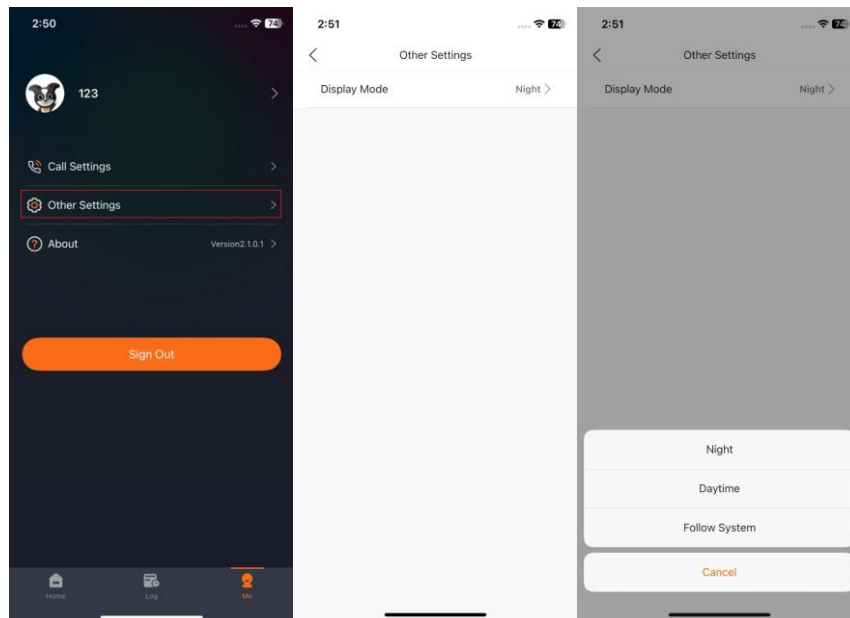 2:50
74
123
Call Settings
Other Settings
About
Version2.1.0.1
Sign Out
Home
Log
Me
2:51
74
Other Settings
Display Mode
Night
2:51
74
Other Settings
Display Mode
Night
Night
Daytime
Follow System
Cancel